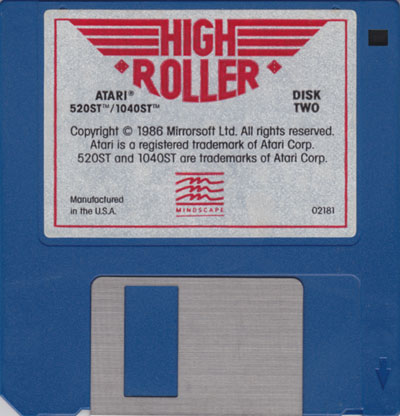 HIGH
ROLLER
ATARI®
520ST™/1040ST™
DISK
TWO
Copyright © 1986 Mirrorsoft Ltd. All rights reserved.
Atari is a registered trademark of Atari Corp.
520ST and 1040ST are trademarks of Atari Corp.
Manufactured
in the U.S.A.
MINDSCAPE
02181